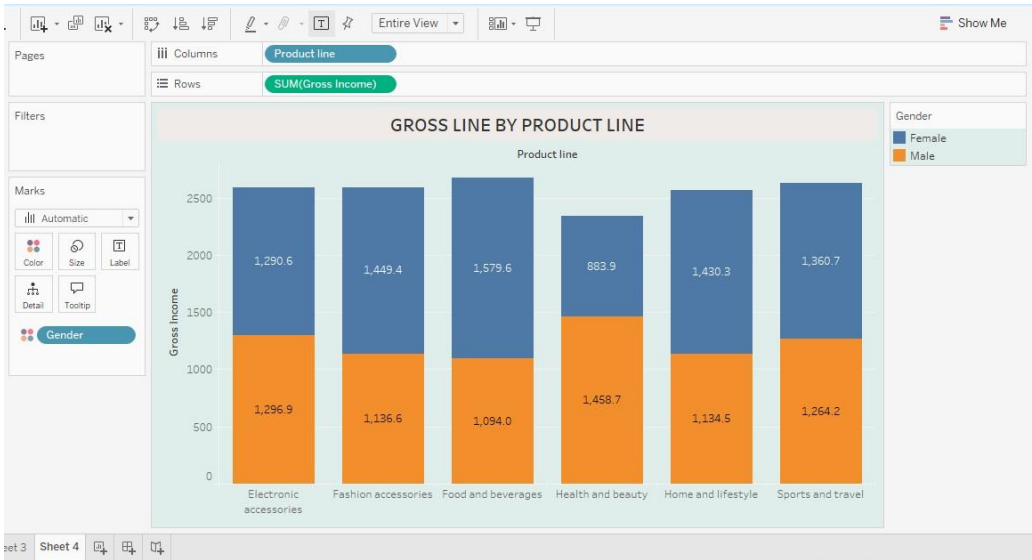 Entire View
Show Me
Pages
Columns
Product line
Rows
SUM(Gross Income)
Filters
Marks
Automatic
Color
Size
Label
Detail
Tooltip
Gender
GROSS LINE BY PRODUCT LINE
Product line
Gross Income
2500
2000
1500
1000
500
0
1,290.6
1,449.4
1,579.6
883.9
1,430.3
1,360.7
1,296.9
1,136.6
1,094.0
1,458.7
1,134.5
1,264.2
Electronic
accessories
Fashion accessories
Food and beverages
Health and beauty
Home and lifestyle
Sports and travel
Gender
Female
Male
eet 3
Sheet 4